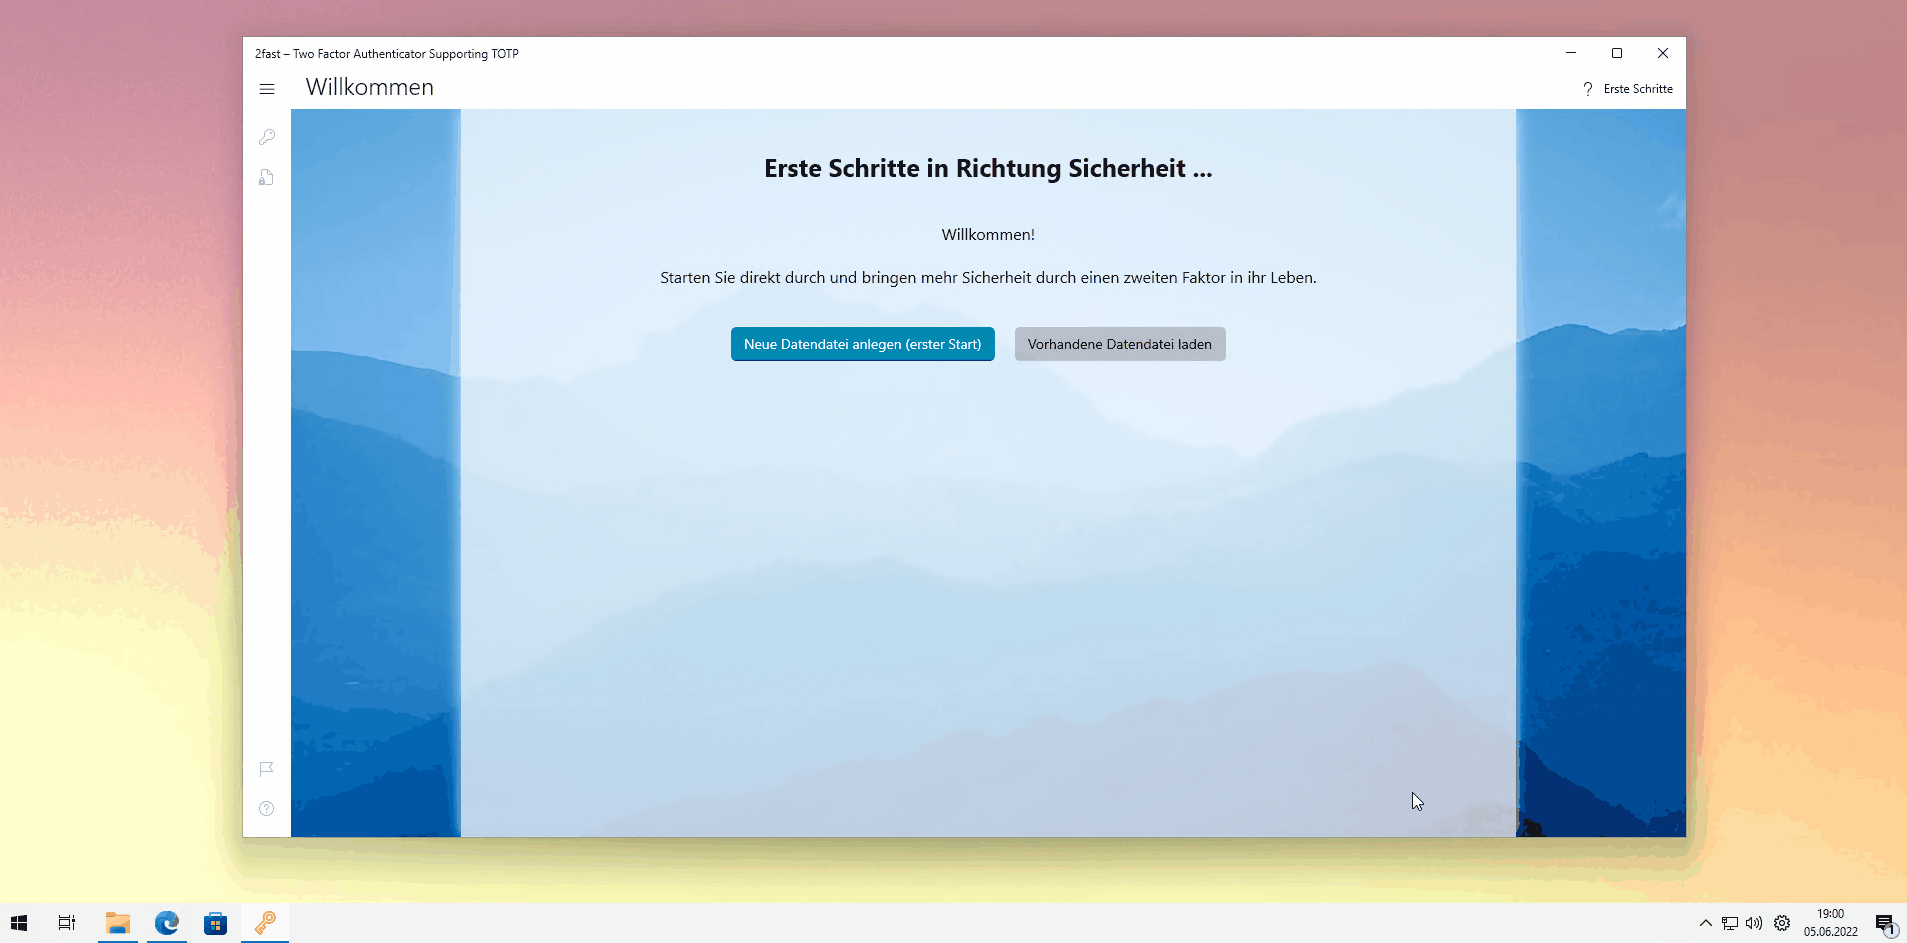 2fast – Two Factor Authenticator Supporting TOTP
Willkommen
? Erste Schritte
Erste Schritte in Richtung Sicherheit ...
Willkommen!
Starten Sie direkt durch und bringen mehr Sicherheit durch einen zweiten Faktor in ihr Leben.
Neue Datendatei anlegen (erster Start)
Vorhandene Datendatei laden
19:00
05.06.2022
1